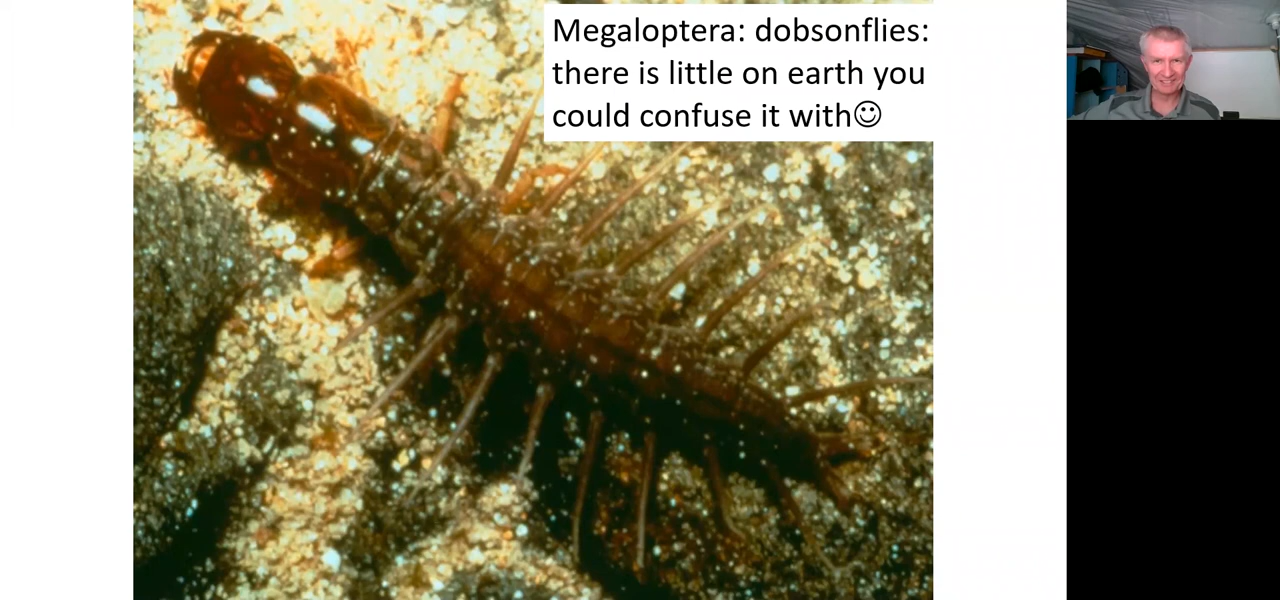 Megaloptera: dobsonflies:
there is little on earth you
could confuse it with☺